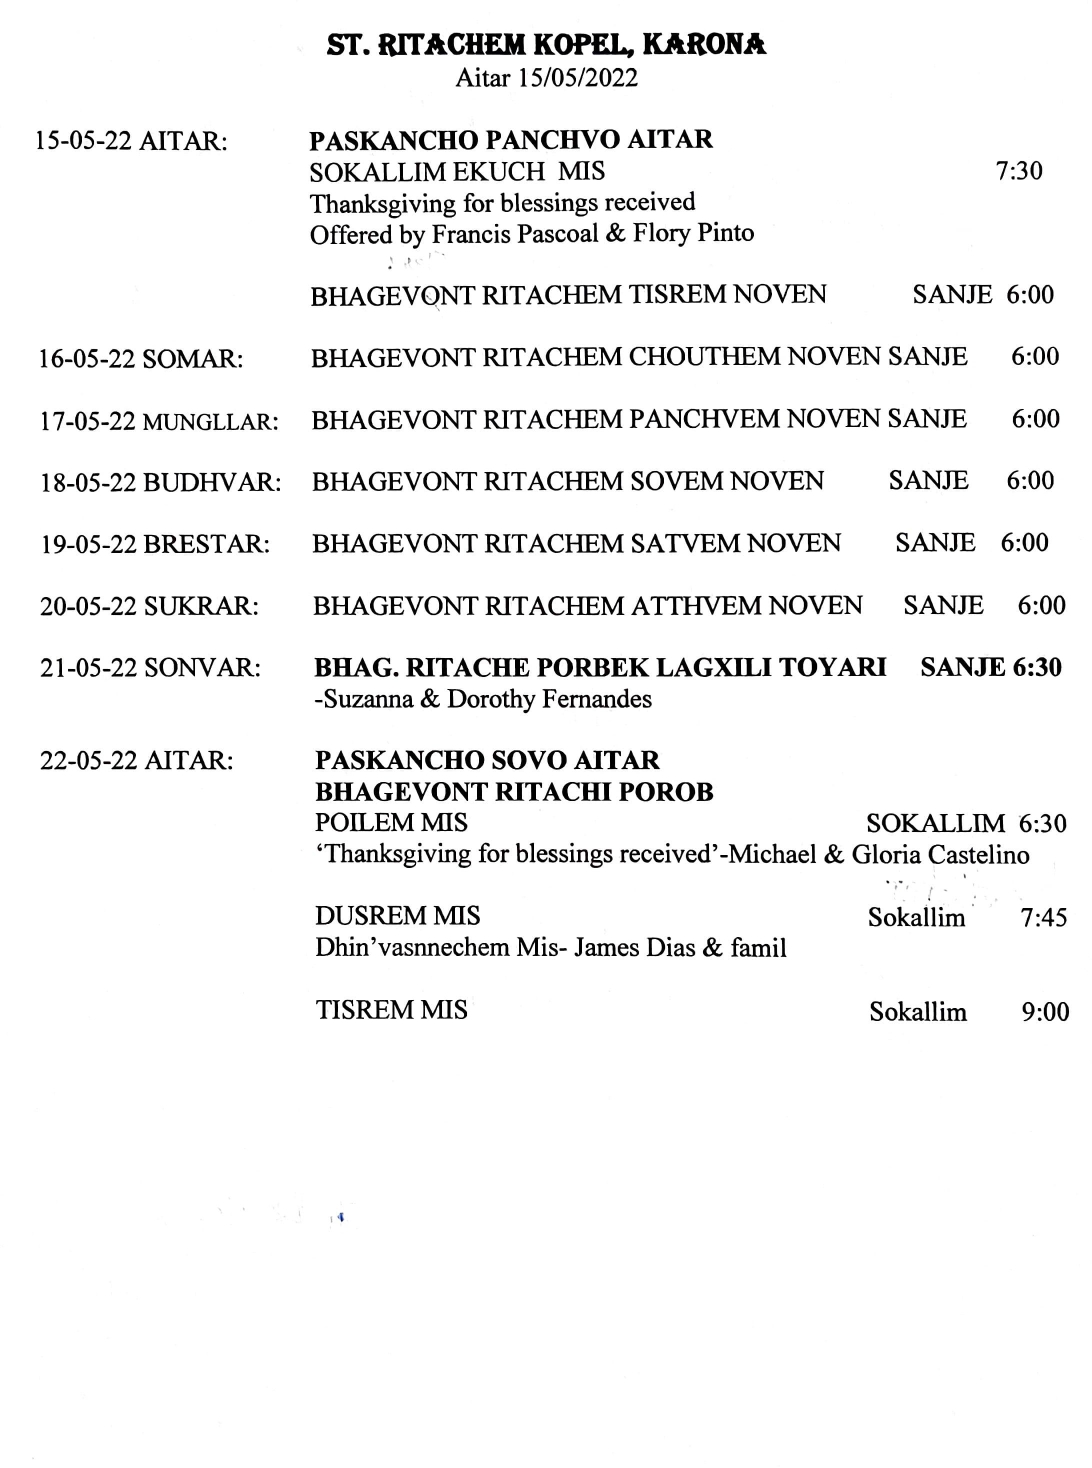 ST. RITACHEM KOPEL, KARONA
Aitar 15/05/2022
15-05-22 AITAR: PASKANCHO PANCHVO AITAR
SOKALLIM EKUCH MIS 7:30
Thanksgiving for blessings received
Offered by Francis Pascoal & Flory Pinto
BHAGEVONT RITACHEM TISREM NOVEN SANJE 6:00
16-05-22 SOMAR: BHAGEVONT RITACHEM CHOUTHEM NOVEN SANJE 6:00
17-05-22 MUNGLLAR: BHAGEVONT RITACHEM PANCHVEM NOVEN SANJE 6:00
18-05-22 BUDHVAR: BHAGEVONT RITACHEM SOVEM NOVEN SANJE 6:00
19-05-22 BRESTAR: BHAGEVONT RITACHEM SATVEM NOVEN SANJE 6:00
20-05-22 SUKRAR: BHAGEVONT RITACHEM ATTHVEM NOVEN SANJE 6:00
21-05-22 SONVAR: BHAG. RITACHE PORBEK LAGXILI TOYARI SANJE 6:30
-Suzanna & Dorothy Fernandes
22-05-22 AITAR: PASKANCHO SOVO AITAR
BHAGEVONT RITACHI POROB
POILEM MIS SOKALLIM 6:30
‘Thanksgiving for blessings received’-Michael & Gloria Castelino
DUSREM MIS Sokallim 7:45
Dhin’vasnnechem Mis- James Dias & famil
TISREM MIS Sokallim 9:00